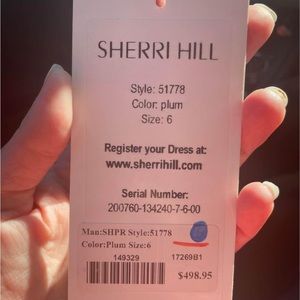 SHERRI HILL
Style: 51778
Color: plum
Size: 6
Register your Dress at:
www.sherrihill.com
Serial Number:
200760-134240-7-6-00
Man:SHPR Style:51778
Color:Plum Size:6
149329 17269B1
$498.95